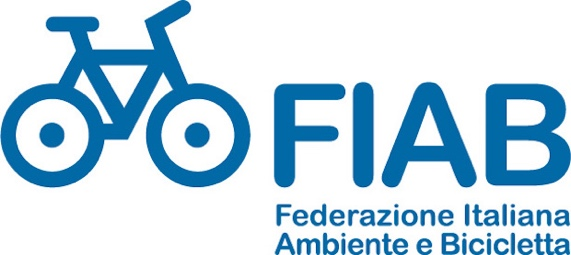 FIAB
Federazione Italiana
Ambiente e Bicicletta